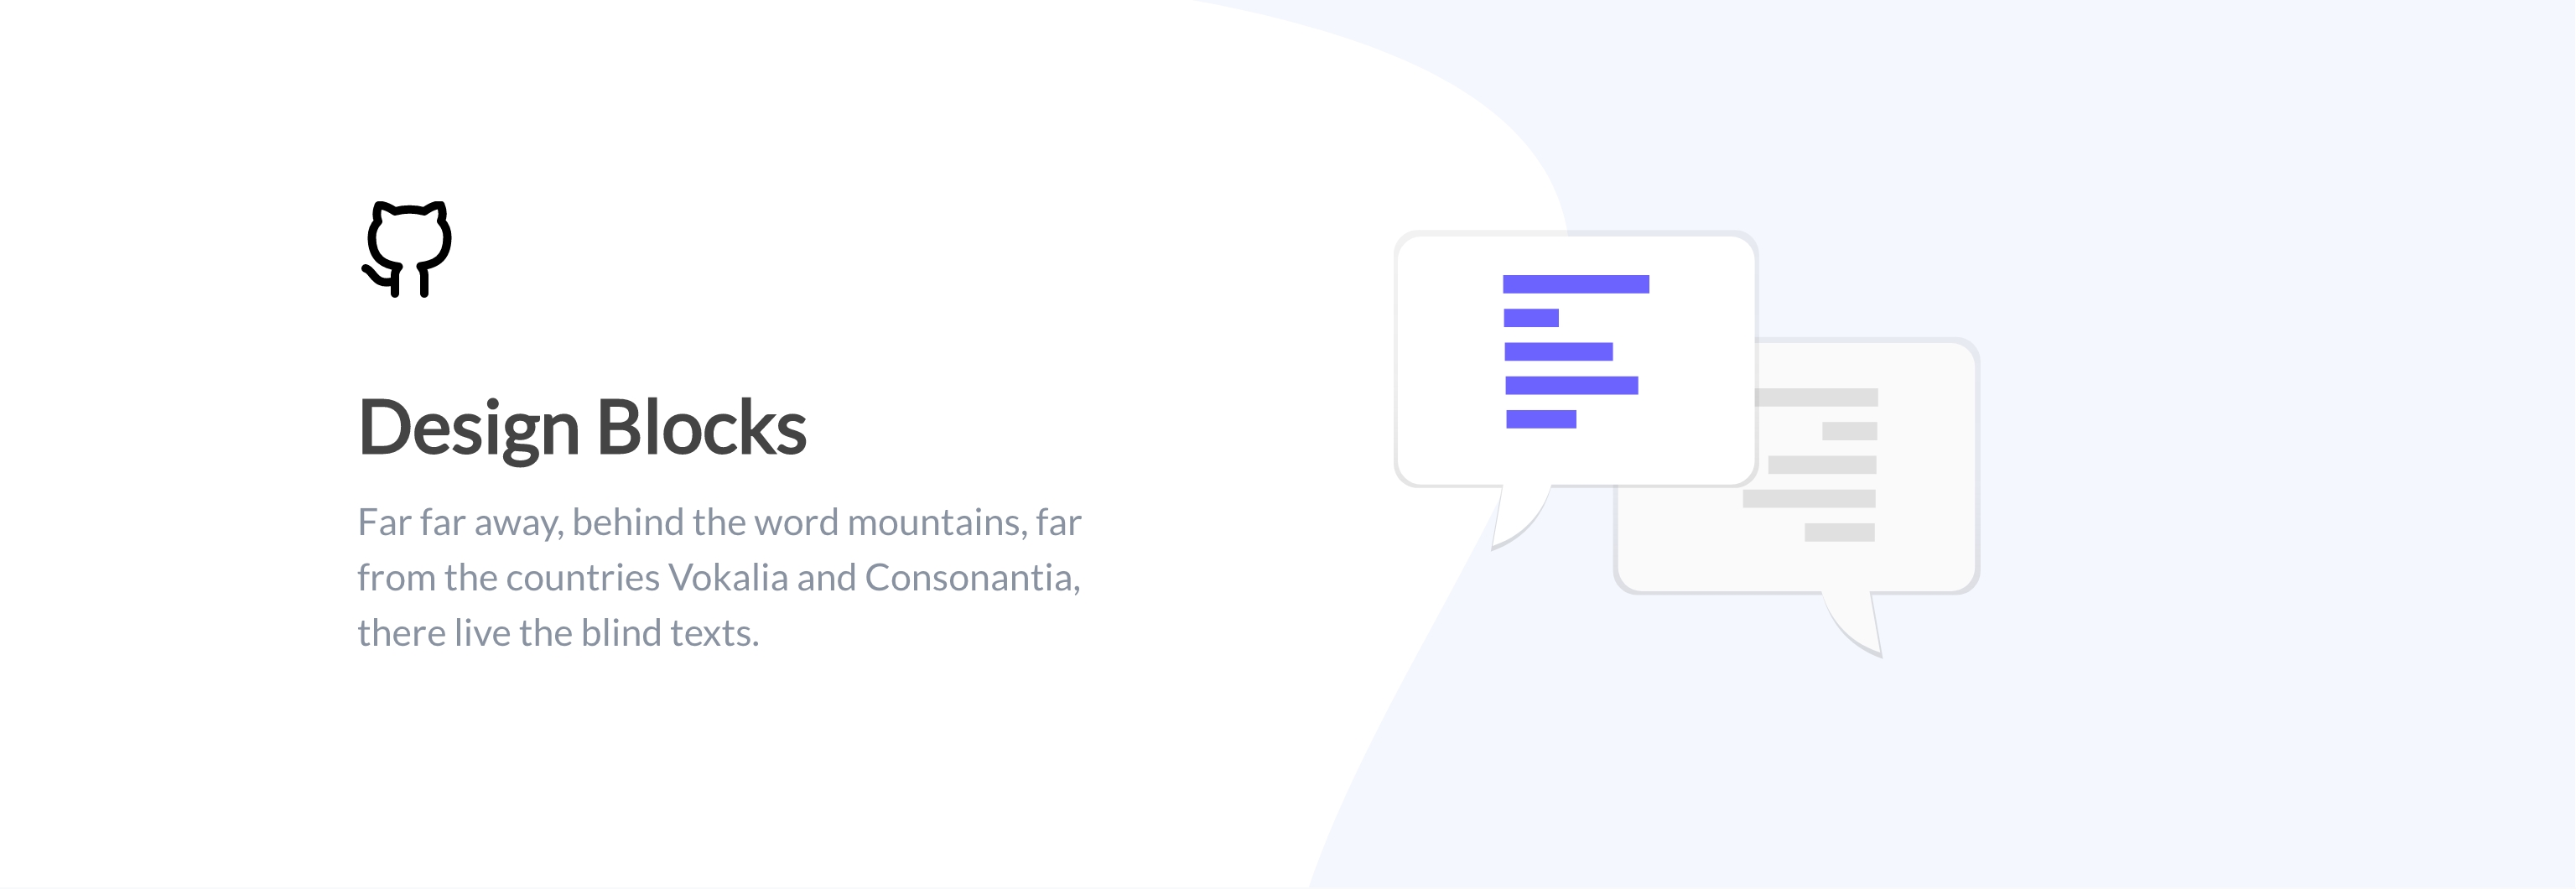 Design Blocks
Far far away, behind the word mountains, far
from the countries Vokalia and Consonantia,
there live the blind texts.